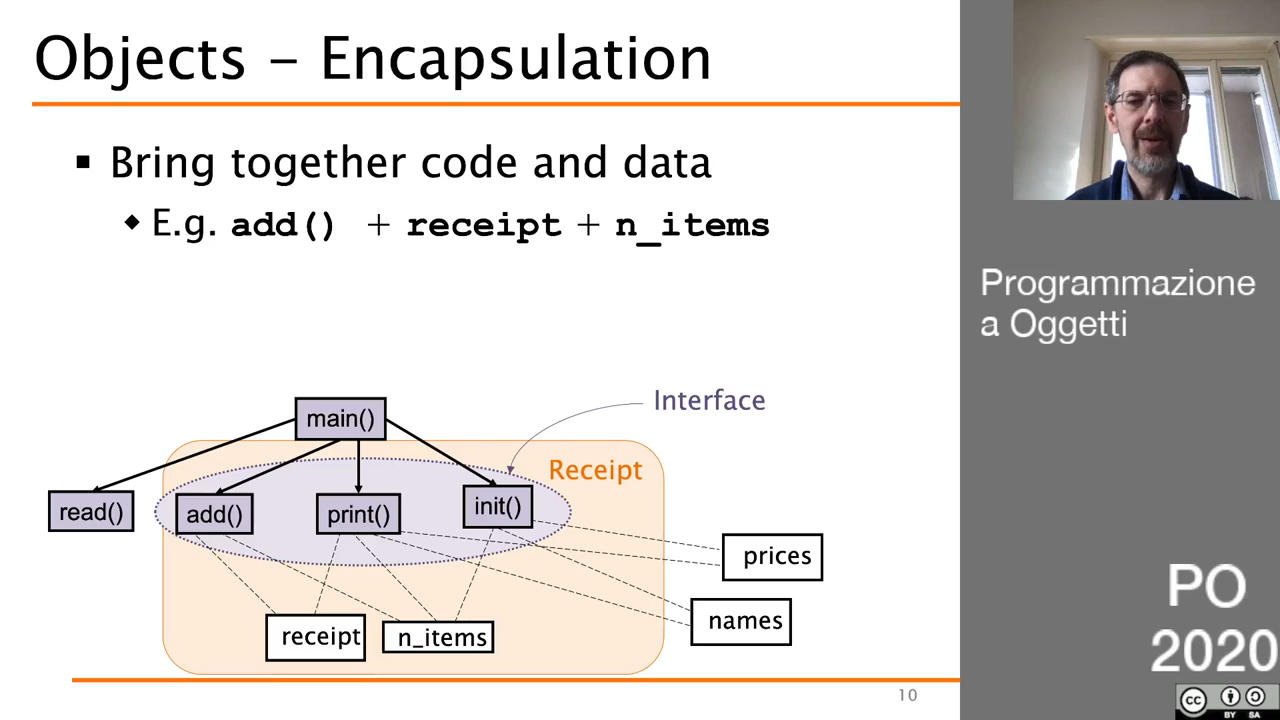 Objects – Encapsulation
▪ Bring together code and data
◆ E.g. add() + receipt + n_items
Interface
main()
Receipt
read()
add()
print()
init()
prices
names
receipt
n_items
10
Programmazione
a Oggetti
PO
2020
cc
BY SA